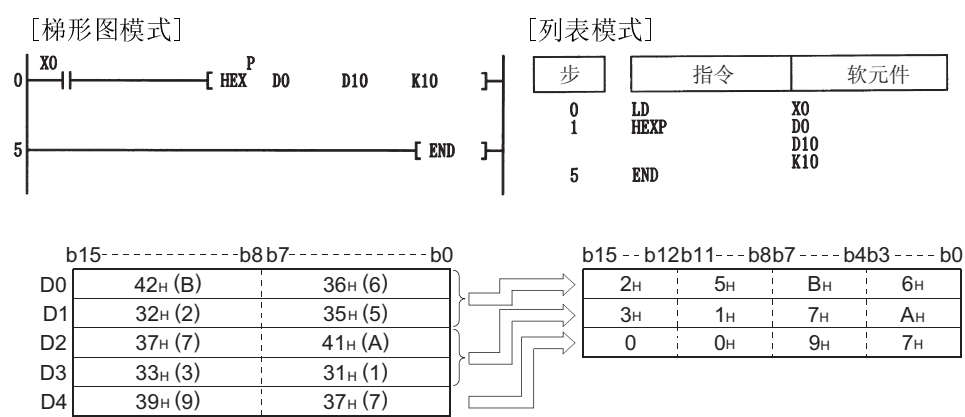 [梯形图模式]
X0
0
HEX P D0 D10 K10
5
END
[列表模式]
步 指令 软元件
0 LD X0
1 HEXP D0
D10
K10
5 END
b15 b8 b7 b0
D0 42H (B) 36H (6)
D1 32H (2) 35H (5)
D2 37H (7) 41H (A)
D3 33H (3) 31H (1)
D4 39H (9) 37H (7)
b15 b12 b11 b8 b7 b4 b3 b0
2H 5H BH 6H
3H 1H 7H AH
0 0H 9H 7H